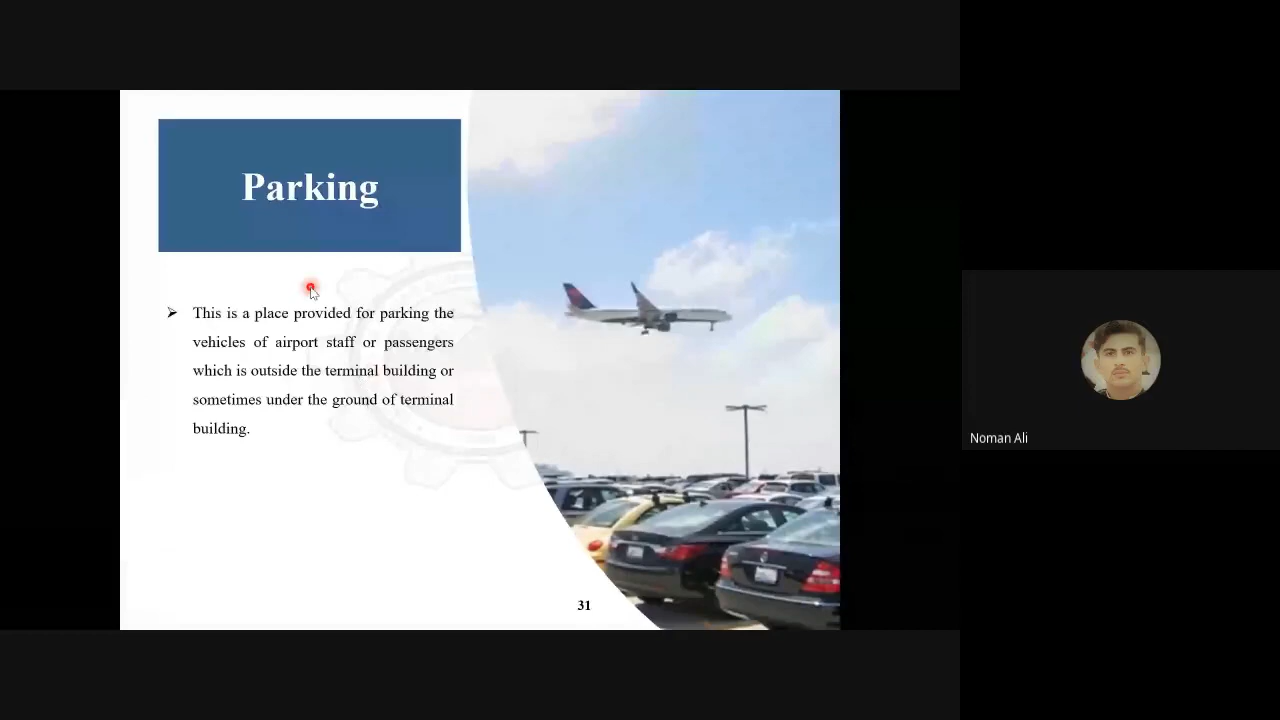 Parking
➢ This is a place provided for parking the
vehicles of airport staff or passengers
which is outside the terminal building or
sometimes under the ground of terminal
building.
31
Noman Ali